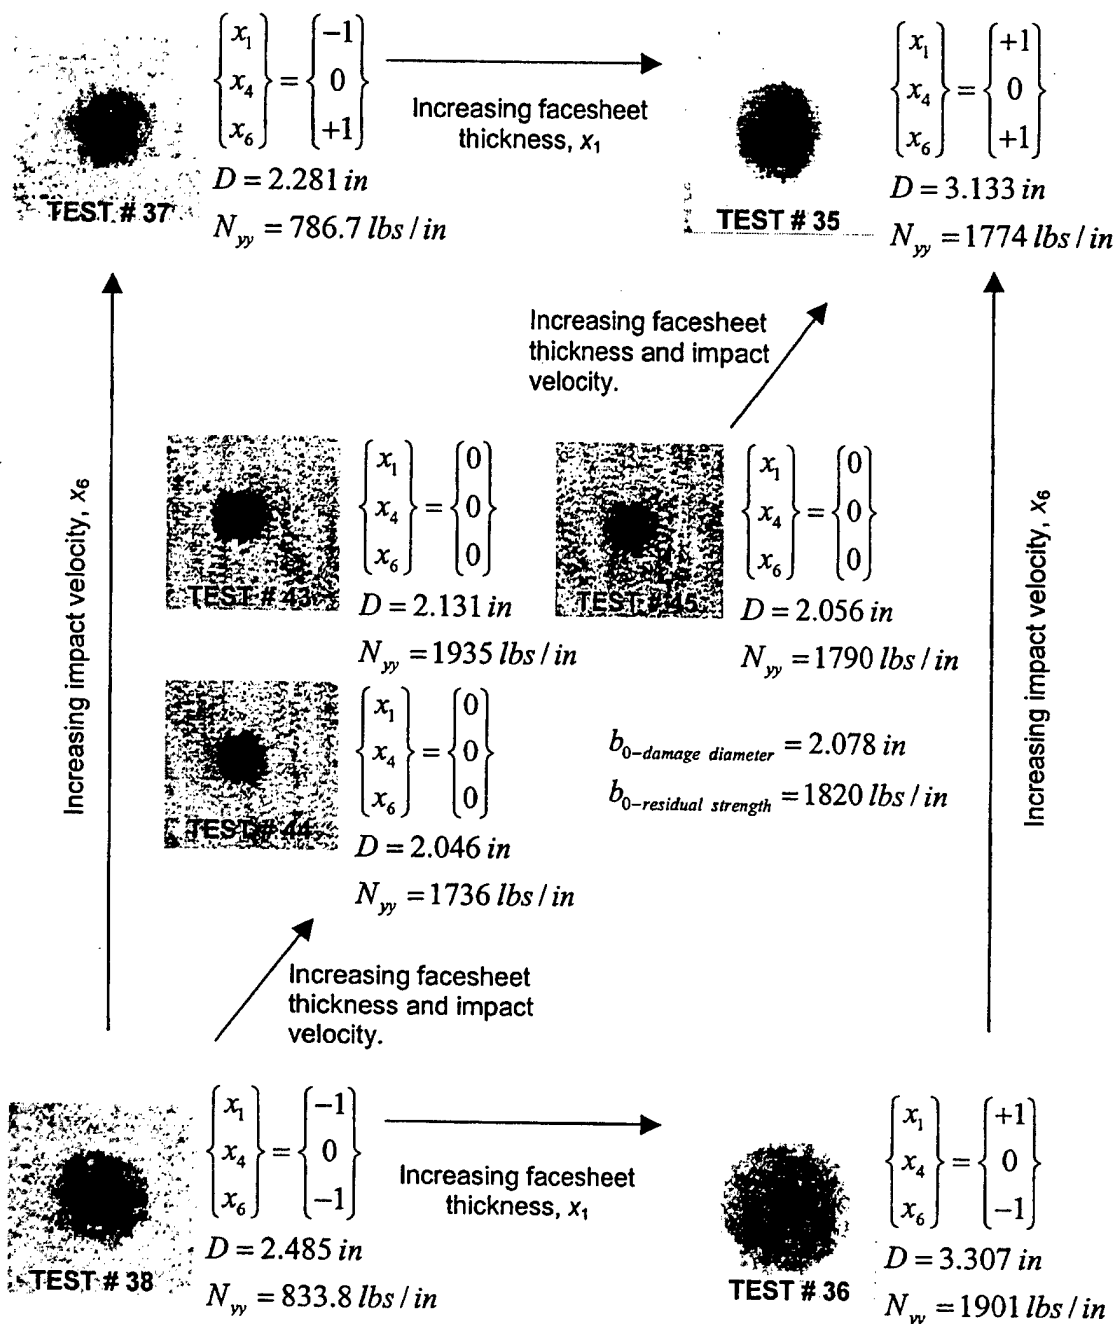 {x₁ x₄ x₆} = {−1 0 +1}
D = 2.281 in
N_yy = 786.7 lbs / in
TEST # 37
Increasing facesheet
thickness, x₁
{x₁ x₄ x₆} = {+1 0 +1}
D = 3.133 in
N_yy = 1774 lbs / in
TEST # 35
Increasing facesheet
thickness and impact
velocity.
Increasing impact velocity, x₆
{x₁ x₄ x₆} = {0 0 0}
D = 2.131 in
N_yy = 1935 lbs / in
TEST # 43
{x₁ x₄ x₆} = {0 0 0}
D = 2.056 in
N_yy = 1790 lbs / in
TEST # 45
Increasing impact velocity, x₆
{x₁ x₄ x₆} = {0 0 0}
D = 2.046 in
N_yy = 1736 lbs / in
TEST # 44
b_0−damage diameter = 2.078 in
b_0−residual strength = 1820 lbs / in
Increasing facesheet
thickness and impact
velocity.
{x₁ x₄ x₆} = {−1 0 −1}
D = 2.485 in
N_yy = 833.8 lbs / in
TEST # 38
Increasing facesheet
thickness, x₁
{x₁ x₄ x₆} = {+1 0 −1}
D = 3.307 in
N_yy = 1901 lbs / in
TEST # 36